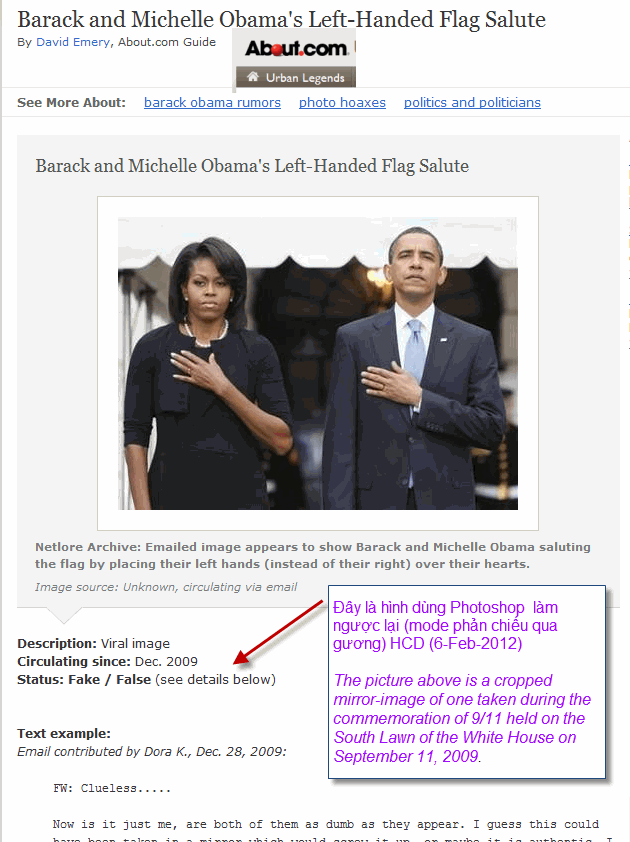 Barack and Michelle Obama's Left-Handed Flag Salute
By David Emery, About.com Guide
About.com
Urban Legends
See More About: barack obama rumors photo hoaxes politics and politicians
Barack and Michelle Obama's Left-Handed Flag Salute
Netlore Archive: Emailed image appears to show Barack and Michelle Obama saluting
the flag by placing their left hands (instead of their right) over their hearts.
Image source: Unknown, circulating via email
Description: Viral image
Circulating since: Dec. 2009
Status: Fake / False (see details below)
Đây là hình dùng Photoshop làm
ngược lại (mode phản chiếu qua
gương) HCD (6-Feb-2012)
The picture above is a cropped
mirror-image of one taken during the
commemoration of 9/11 held on the
South Lawn of the White House on
September 11, 2009.
Text example:
Email contributed by Dora K., Dec. 28, 2009:
FW: Clueless.....
Now is it just me, are both of them as dumb as they appear. I guess this could
have been taken in a mirror which would screw it up, or maybe it is authentic. I